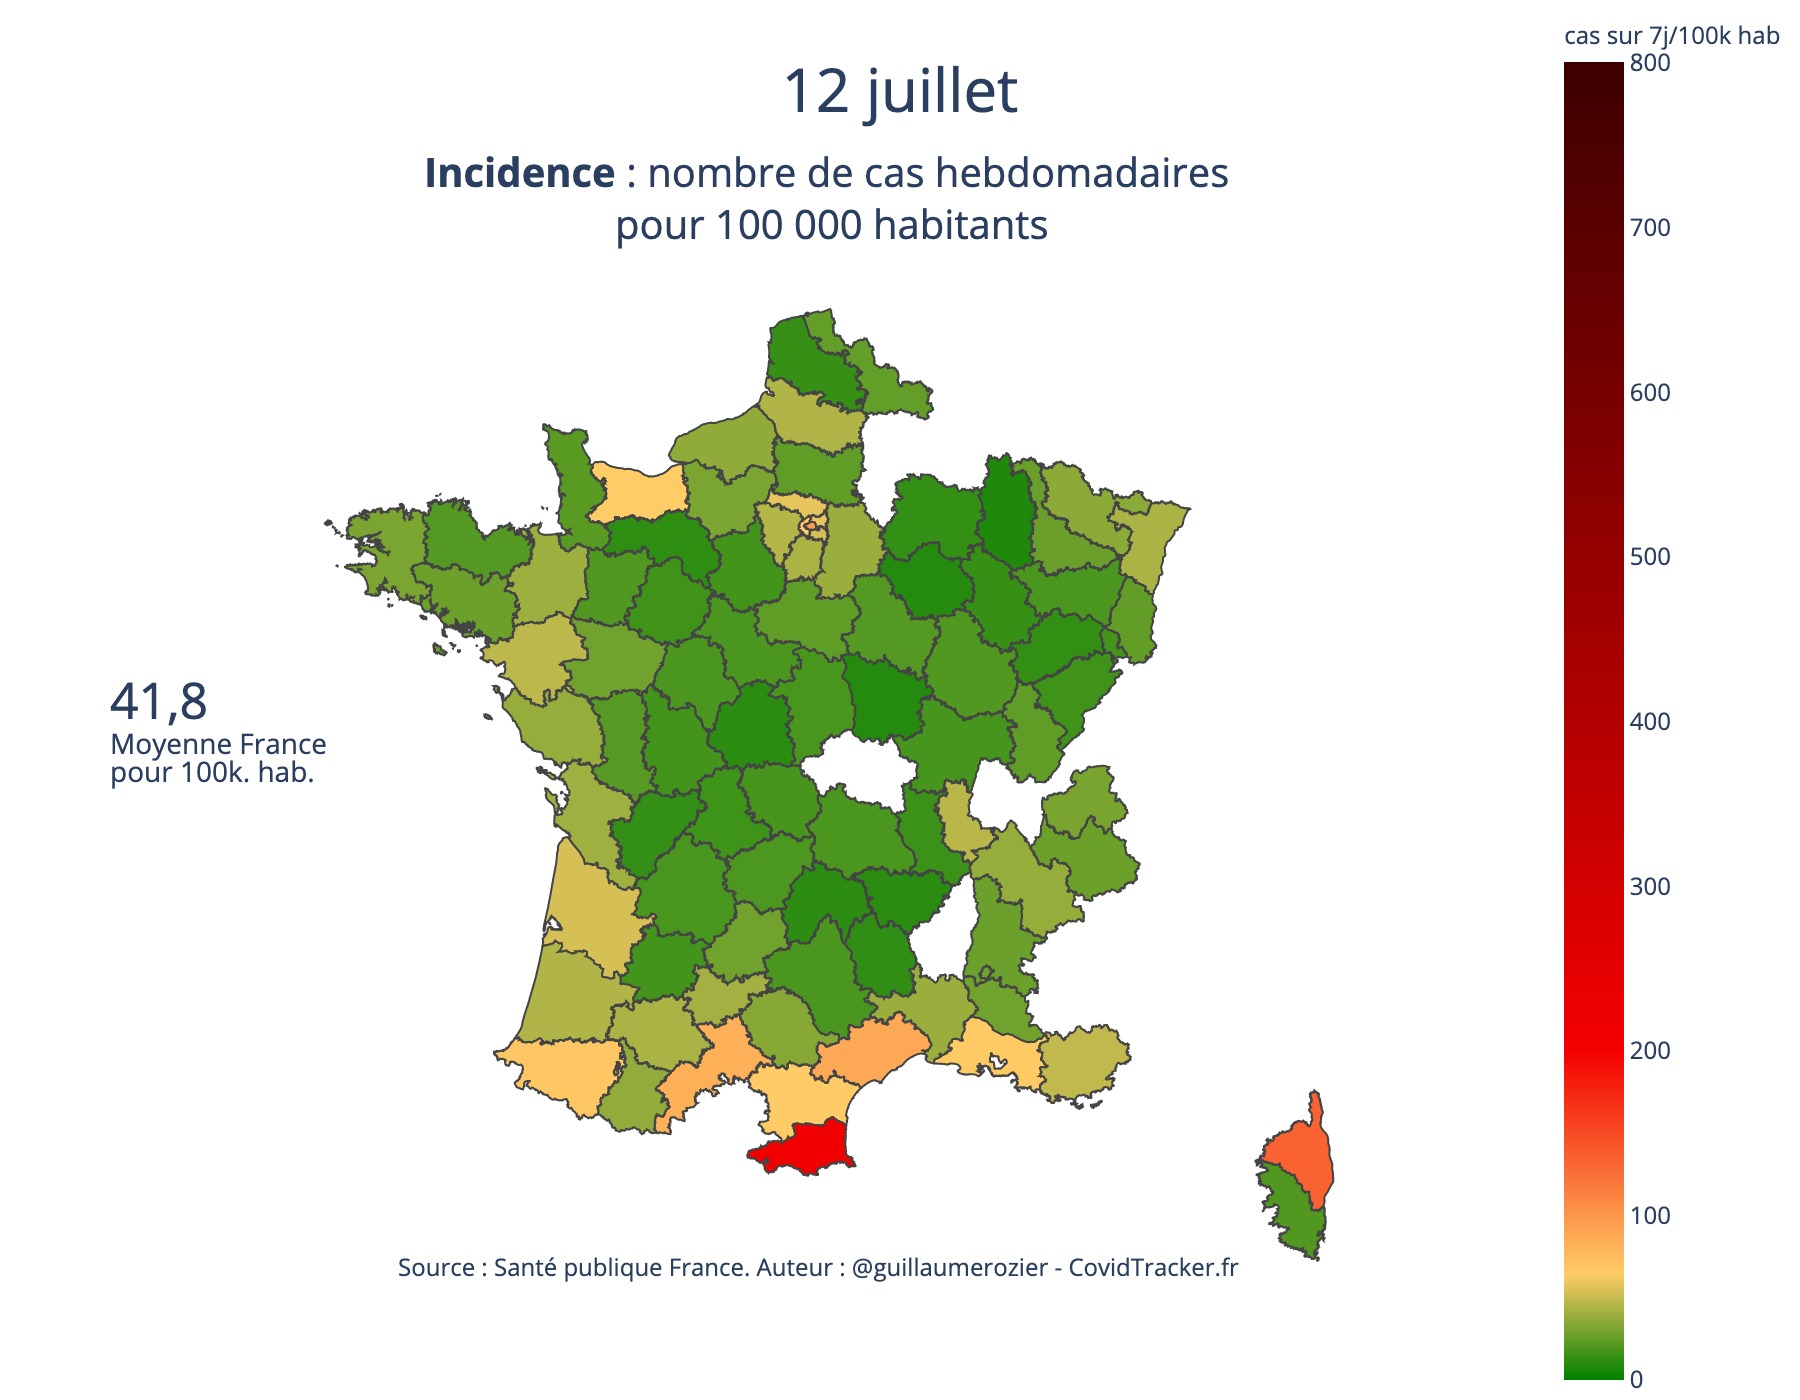 cas sur 7j/100k hab
12 juillet
Incidence : nombre de cas hebdomadaires
pour 100 000 habitants
800
700
600
500
400
300
200
100
0
41,8
Moyenne France
pour 100k. hab.
Source : Santé publique France. Auteur : @guillaumerozier - CovidTracker.fr